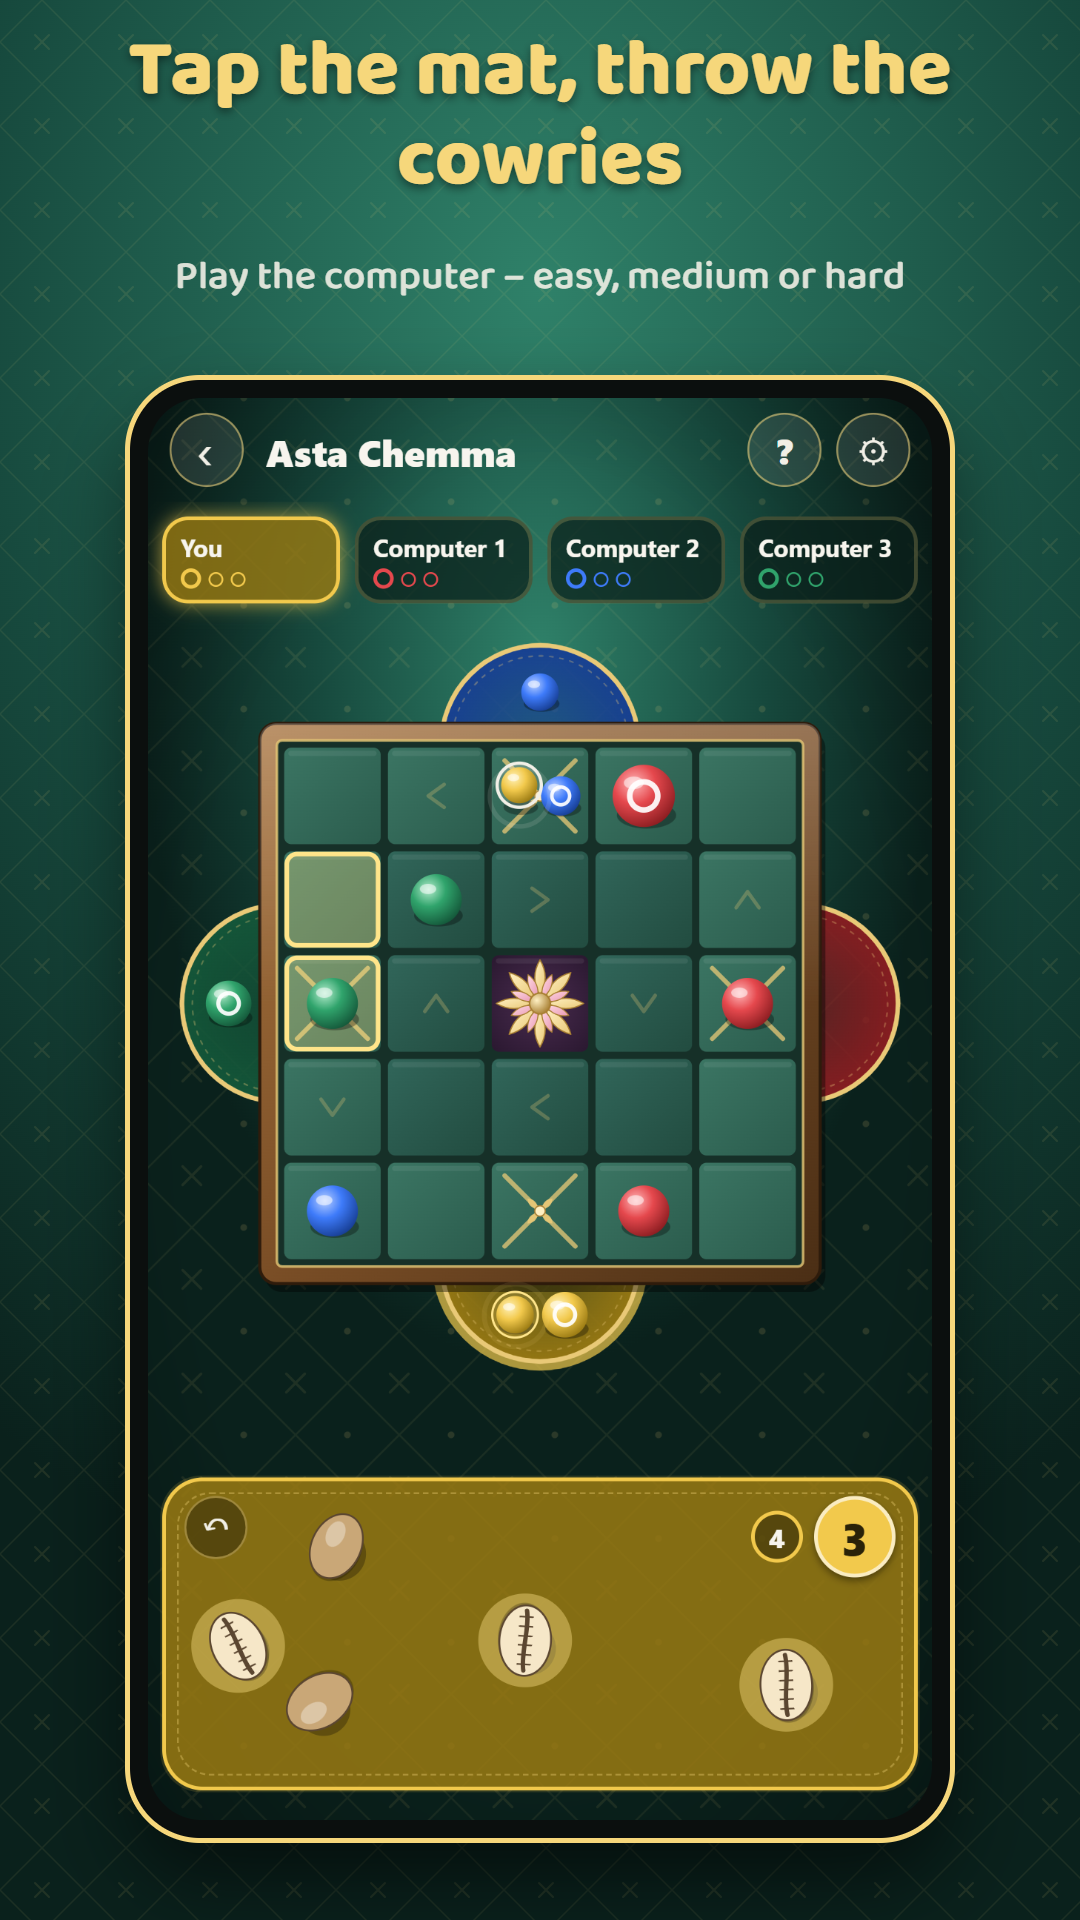 Tap the mat, throw the
cowries
Play the computer – easy, medium or hard
‹ Asta Chemma ?
You Computer 1 Computer 2 Computer 3
4 3